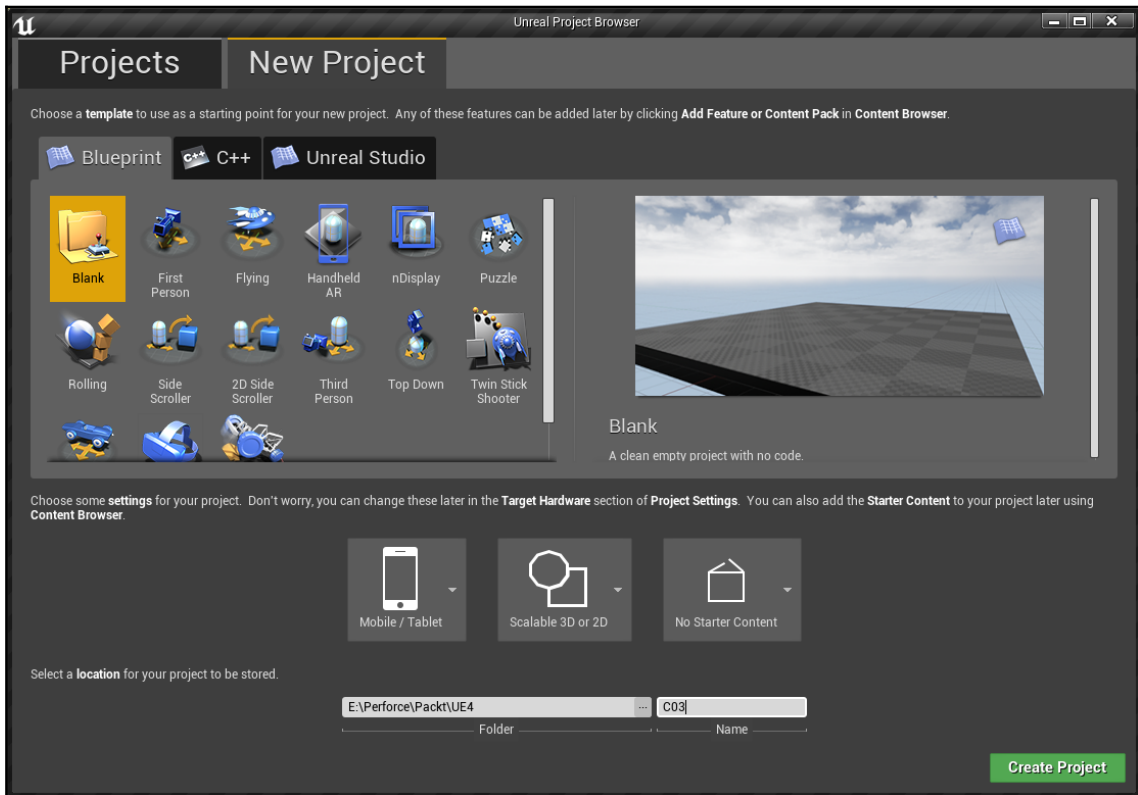 Unreal Project Browser
Projects
New Project
Choose a template to use as a starting point for your new project. Any of these features can be added later by clicking Add Feature or Content Pack in Content Browser.
Blueprint
C++
C++
Unreal Studio
Blank
First
Person
Flying
Handheld
AR
nDisplay
Puzzle
Rolling
Side
Scroller
2D Side
Scroller
Third
Person
Top Down
Twin Stick
Shooter
Blank
A clean empty project with no code.
Choose some settings for your project. Don't worry, you can change these later in the Target Hardware section of Project Settings. You can also add the Starter Content to your project later using
Content Browser.
Mobile / Tablet
Scalable 3D or 2D
No Starter Content
Select a location for your project to be stored.
E:\Perforce\Packt\UE4
...
C03
Folder
Name
Create Project